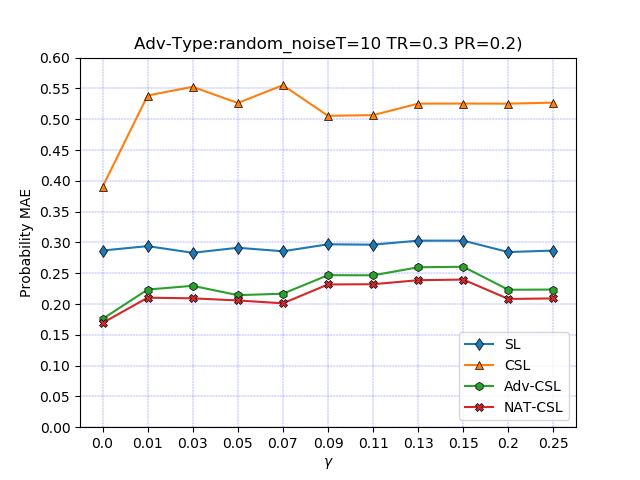 Adv-Type:random_noiseT=10 TR=0.3 PR=0.2)
0.60
0.55
0.50
0.45
0.40
0.35
0.30
0.25
0.20
0.15
0.10
0.05
0.00
Probability MAE
SL
CSL
Adv-CSL
NAT-CSL
0.0 0.01 0.03 0.05 0.07 0.09 0.11 0.13 0.15 0.2 0.25
γ